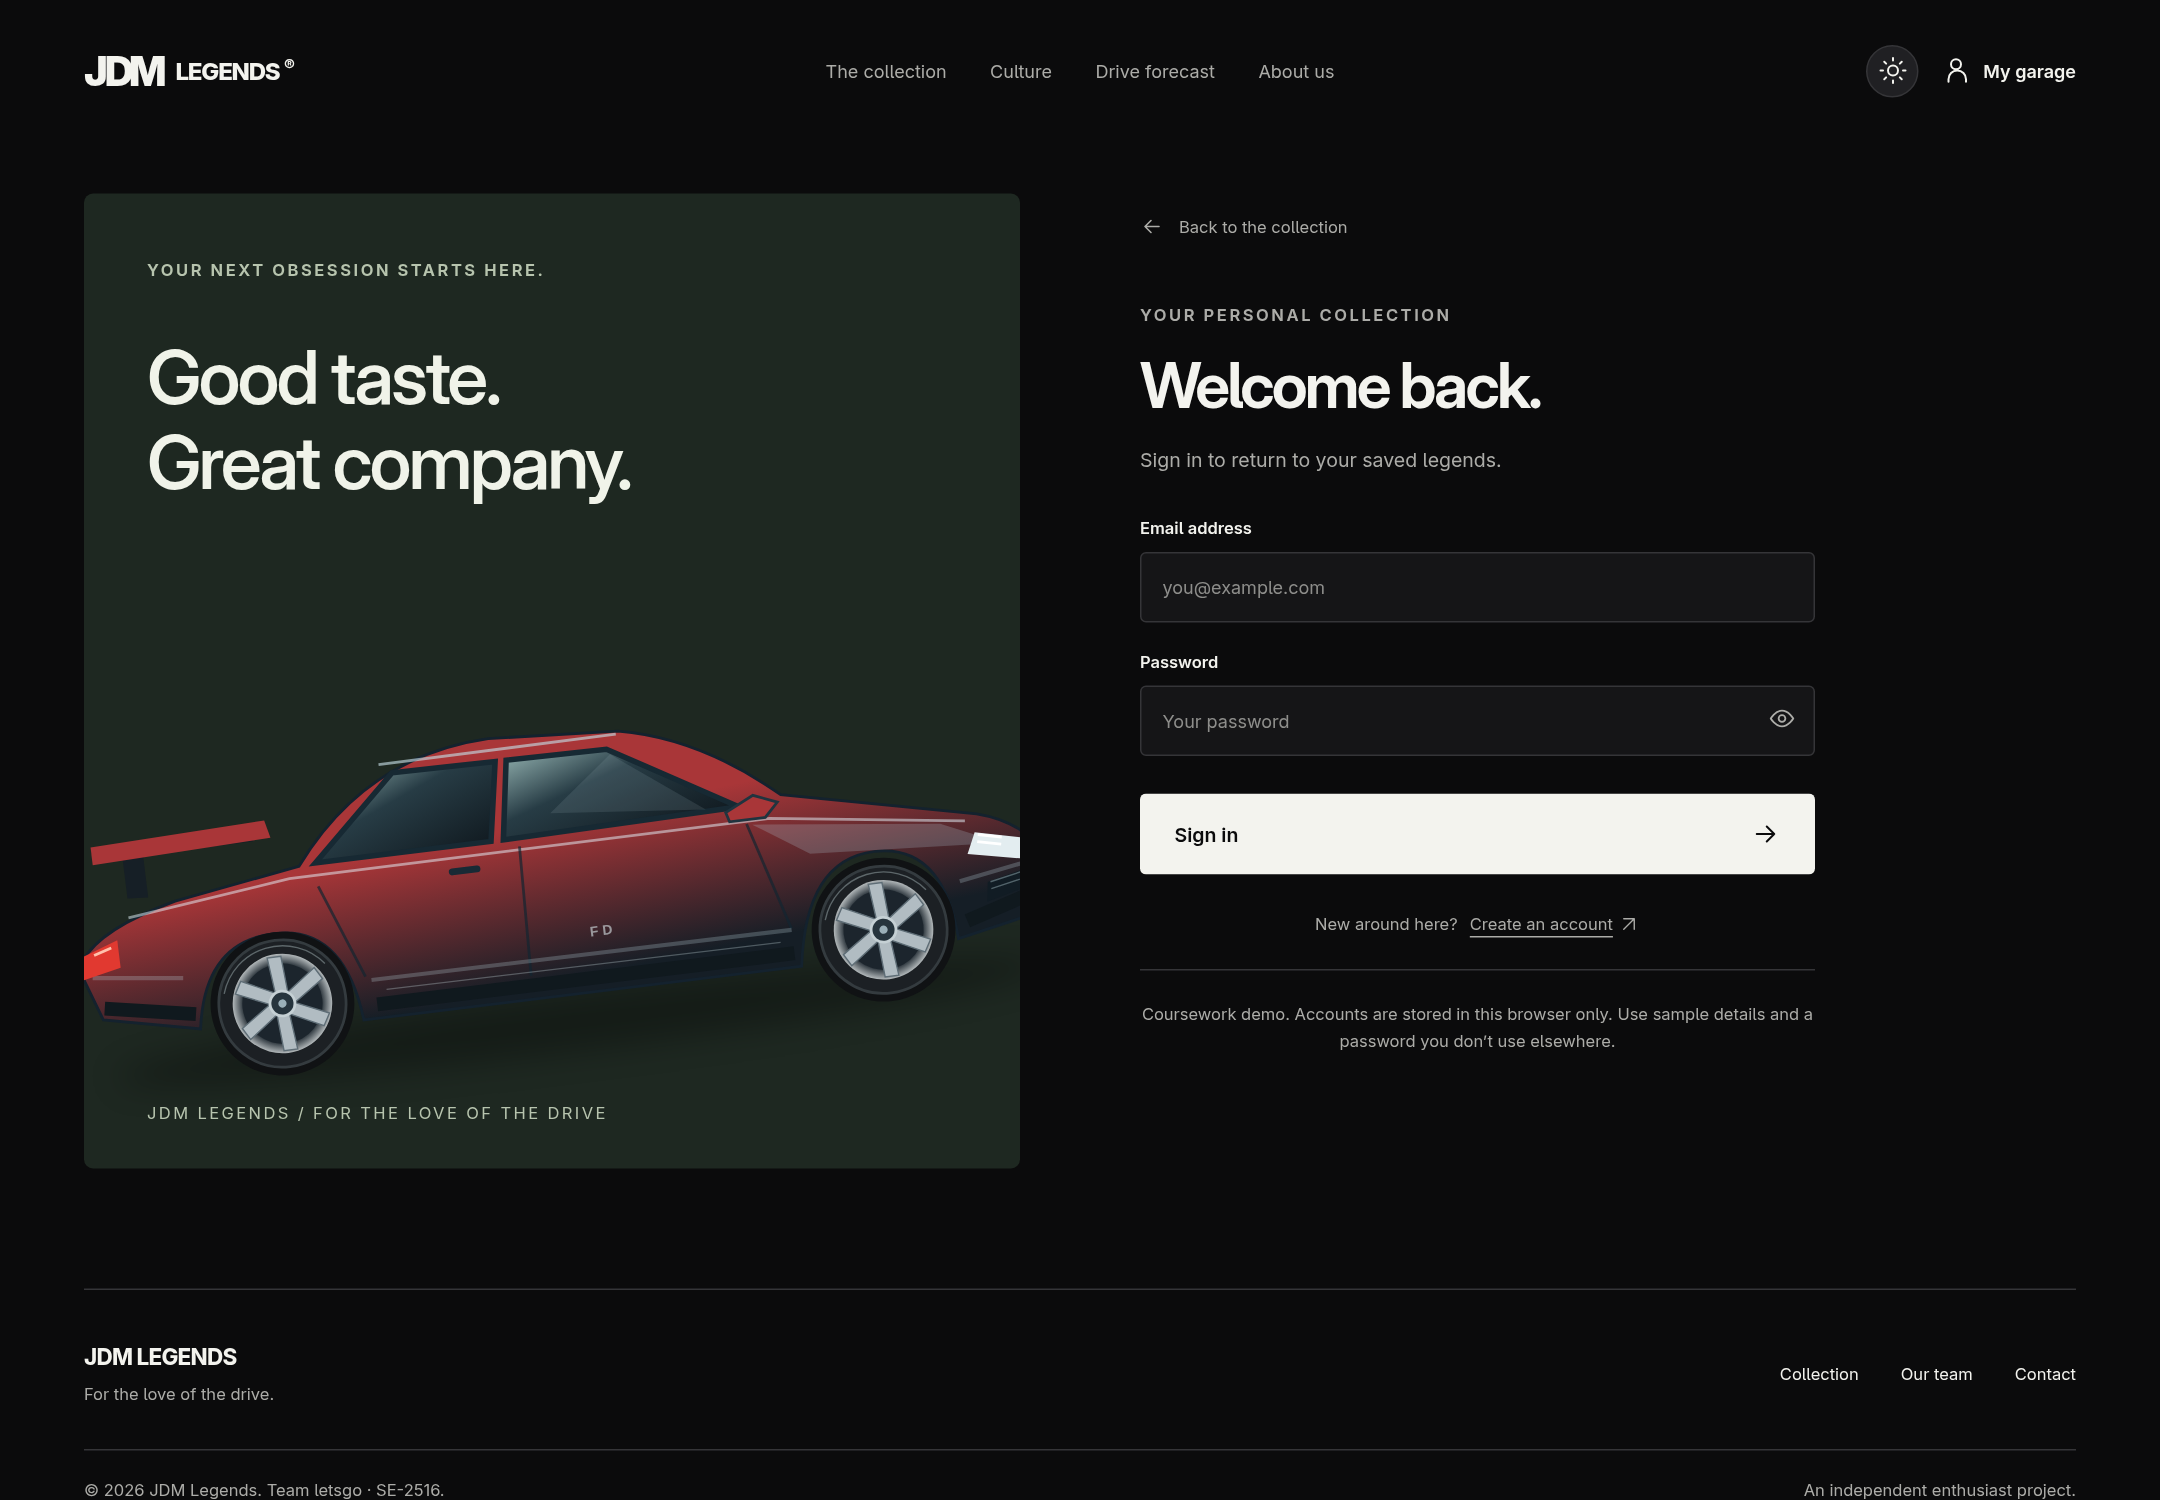 JDM LEGENDS ®
The collection
Culture
Drive forecast
About us
My garage
YOUR NEXT OBSESSION STARTS HERE.
Good taste.
Great company.
FD
JDM LEGENDS / FOR THE LOVE OF THE DRIVE
Back to the collection
YOUR PERSONAL COLLECTION
Welcome back.
Sign in to return to your saved legends.
Email address
you@example.com
Password
Your password
Sign in
New around here? Create an account
Coursework demo. Accounts are stored in this browser only. Use sample details and a
password you don’t use elsewhere.
JDM LEGENDS
For the love of the drive.
Collection
Our team
Contact
© 2026 JDM Legends. Team letsgo · SE-2516.
An independent enthusiast project.